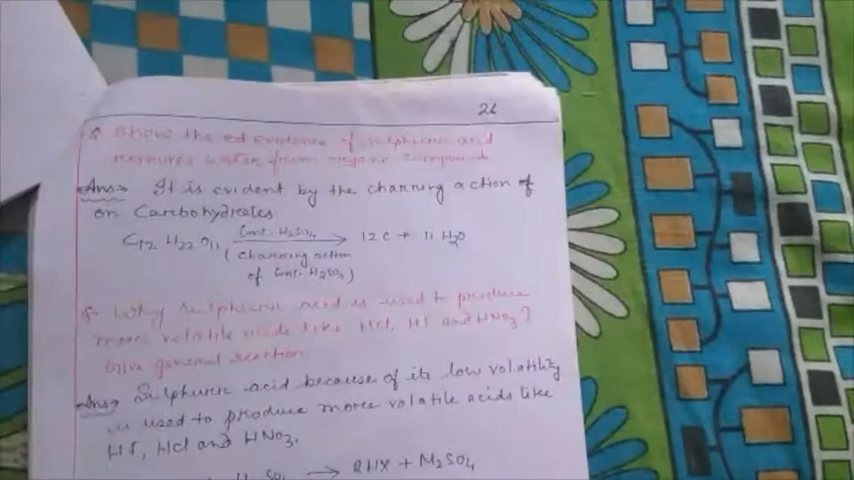 26
Q Show the evidence of sulphuric acid
removes water from organic compound
Ans:- It is evident by the charring action of
on Carbohydrates
C12 H22 O11 Conc. H2SO4 → 12C + 11 H2O
( charring action
of Conc. H2SO4)
Q- Why Sulphuric acid is used to produce
more volatile acids like HCl, HF and HNO3?
Give general reaction
Ans Sulphuric acid because of its low volatility
is used to produce more volatile acids like
HF, HCl and HNO3.
H2SO4 → 2HX + M2SO4